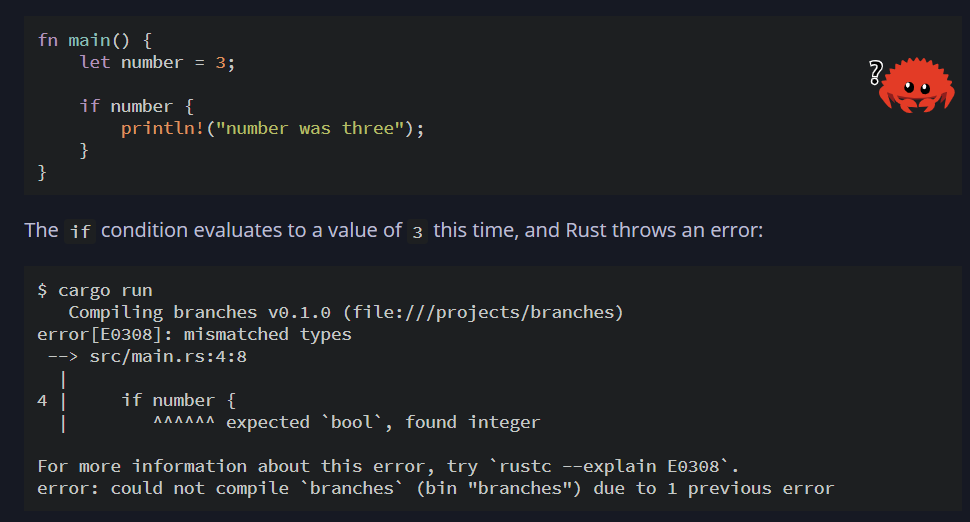 fn main() {
    let number = 3;
?
    if number {
        println!("number was three");
    }
}
The if condition evaluates to a value of 3 this time, and Rust throws an error:
$ cargo run
   Compiling branches v0.1.0 (file:///projects/branches)
error[E0308]: mismatched types
 --> src/main.rs:4:8
  |
4 |     if number {
  |        ^^^^^^ expected `bool`, found integer
For more information about this error, try `rustc --explain E0308`.
error: could not compile `branches` (bin "branches") due to 1 previous error